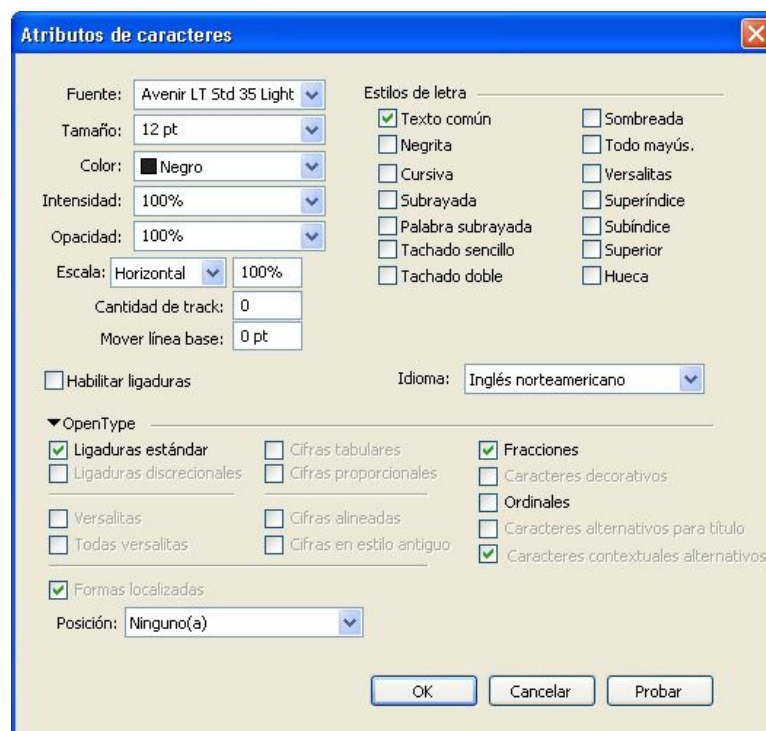 Atributos de caracteres
Fuente: Avenir LT Std 35 Light
Tamaño: 12 pt
Color: Negro
Intensidad: 100%
Opacidad: 100%
Escala: Horizontal 100%
Cantidad de track: 0
Mover línea base: 0 pt
Estilos de letra
Texto común Sombreada
Negrita Todo mayús.
Cursiva Versalitas
Subrayada Superíndice
Palabra subrayada Subíndice
Tachado sencillo Superior
Tachado doble Hueca
Habilitar ligaduras
Idioma: Inglés norteamericano
OpenType
Ligaduras estándar Cifras tabulares Fracciones
Ligaduras discrecionales Cifras proporcionales Caracteres decorativos
Ordinales
Versalitas Cifras alineadas Caracteres alternativos para título
Todas versalitas Cifras en estilo antiguo Caracteres contextuales alternativos
Formas localizadas
Posición: Ninguno(a)
OK Cancelar Probar